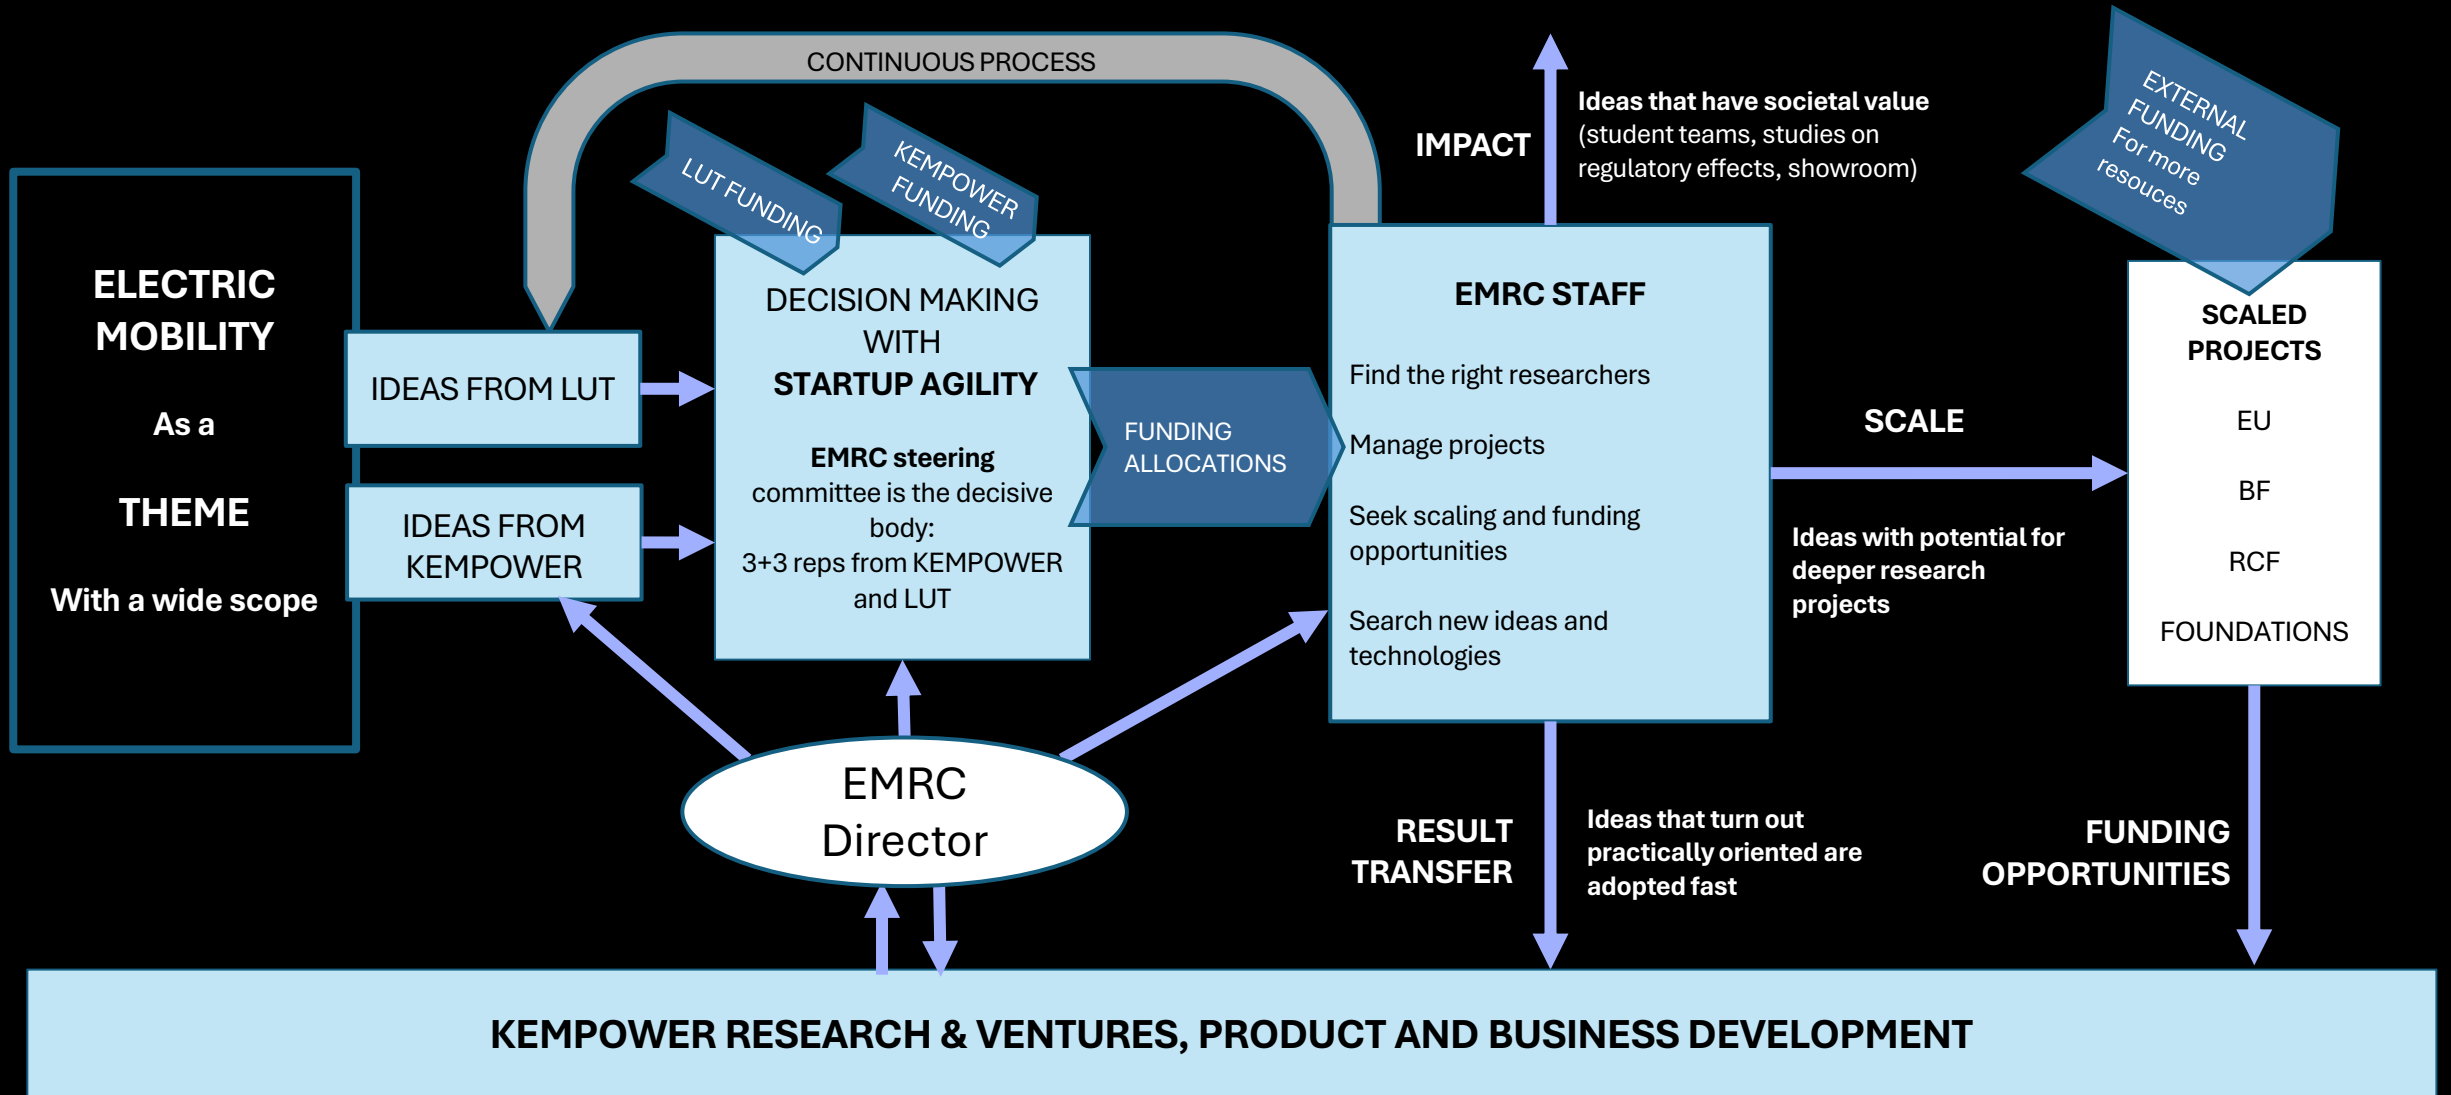 CONTINUOUS PROCESS
LUT FUNDING
KEMPOWER
FUNDING
IMPACT
Ideas that have societal value
(student teams, studies on
regulatory effects, showroom)
EXTERNAL
FUNDING
For more
resouces
ELECTRIC
MOBILITY
As a
THEME
With a wide scope
IDEAS FROM LUT
IDEAS FROM
KEMPOWER
DECISION MAKING
WITH
STARTUP AGILITY
EMRC steering
committee is the decisive
body:
3+3 reps from KEMPOWER
and LUT
FUNDING
ALLOCATIONS
EMRC STAFF
Find the right researchers
Manage projects
Seek scaling and funding
opportunities
Search new ideas and
technologies
SCALE
Ideas with potential for
deeper research
projects
SCALED
PROJECTS
EU
BF
RCF
FOUNDATIONS
EMRC
Director
RESULT
TRANSFER
Ideas that turn out
practically oriented are
adopted fast
FUNDING
OPPORTUNITIES
KEMPOWER RESEARCH & VENTURES, PRODUCT AND BUSINESS DEVELOPMENT